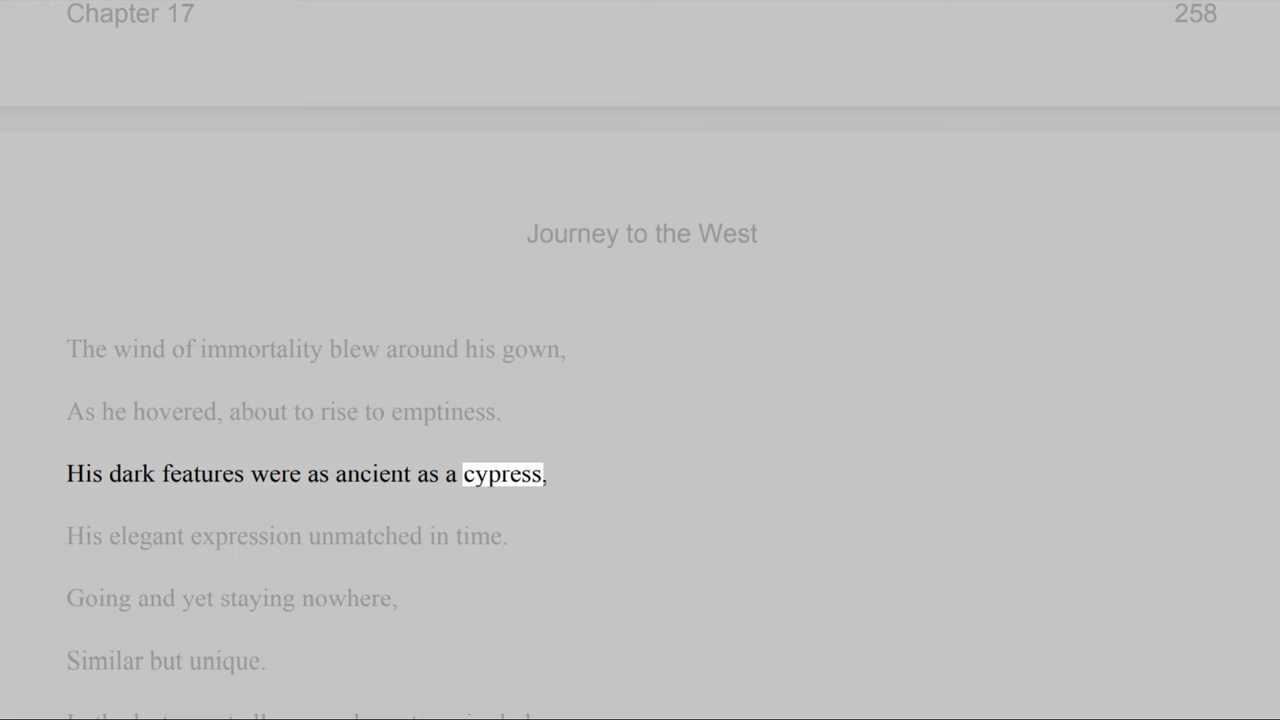 Chapter 17 258
Journey to the West
The wind of immortality blew around his gown,
As he hovered, about to rise to emptiness.
His dark features were as ancient as a cypress,
His elegant expression unmatched in time.
Going and yet staying nowhere,
Similar but unique.